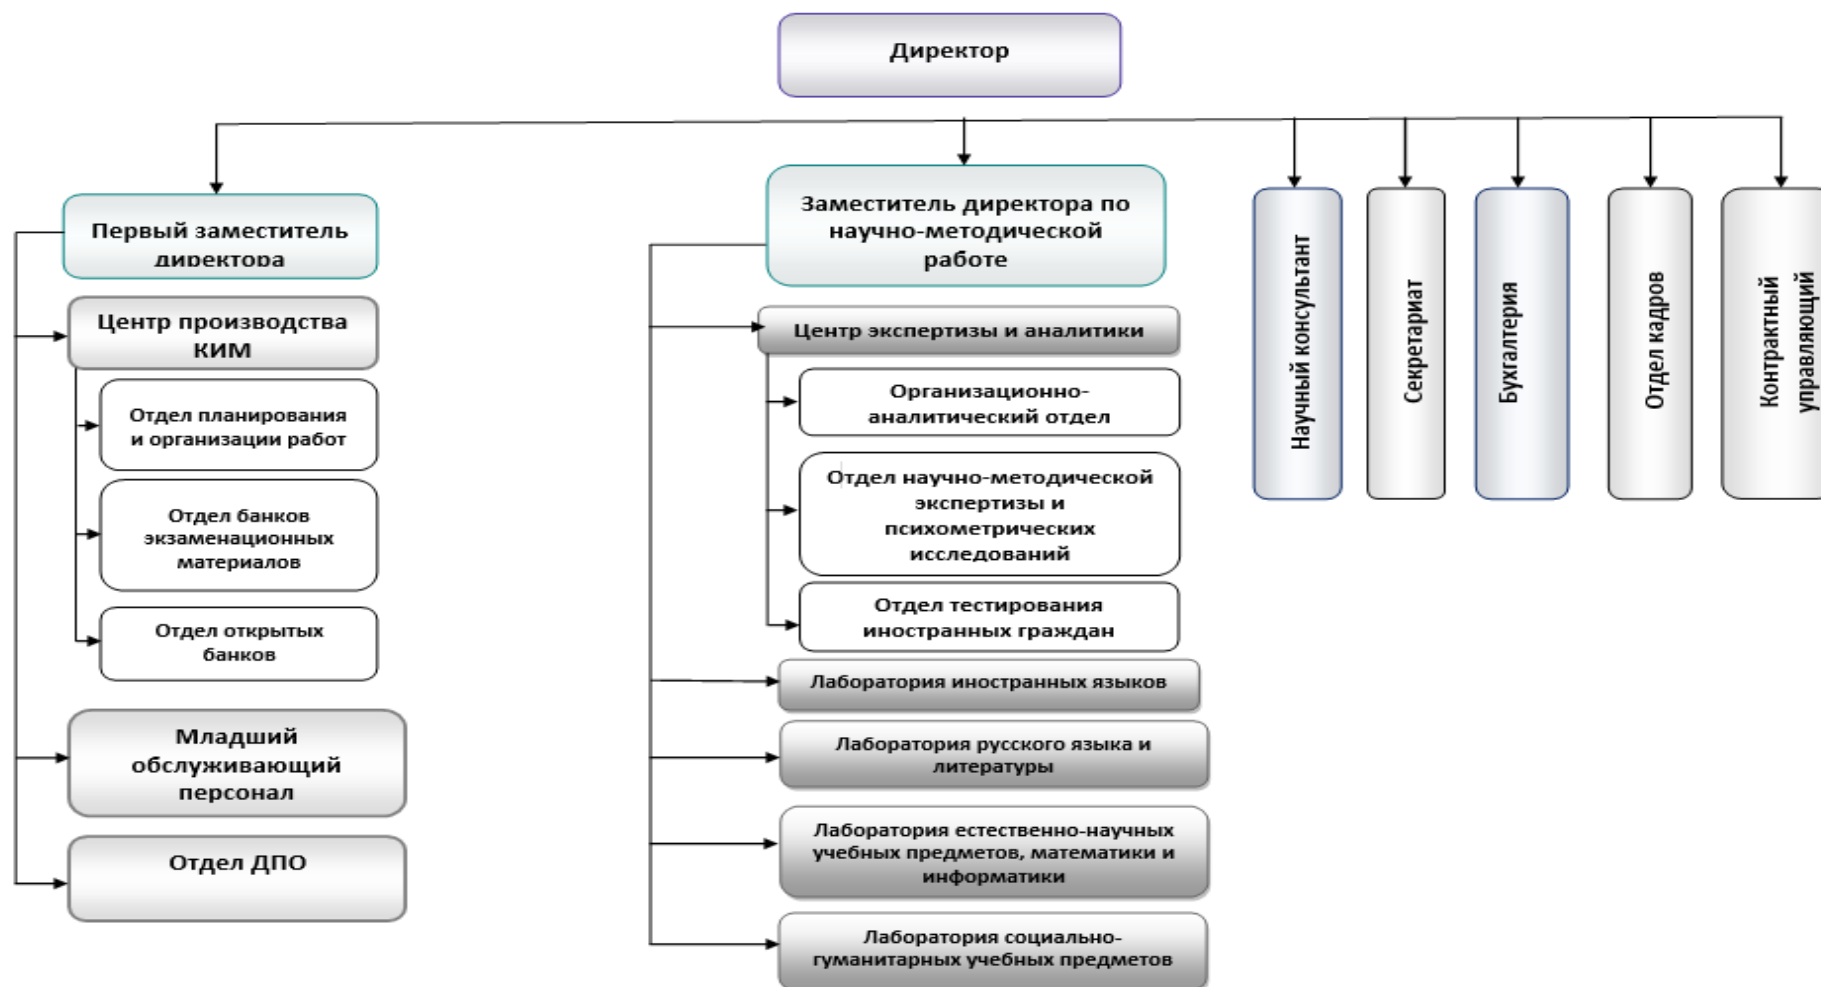 Директор
Первый заместитель
директора
Центр производства
КИМ
Отдел планирования
и организации работ
Отдел банков
экзаменационных
материалов
Отдел открытых
банков
Младший
обслуживающий
персонал
Отдел ДПО
Заместитель директора по
научно-методической
работе
Центр экспертизы и аналитики
Организационно-
аналитический отдел
Отдел научно-методической
экспертизы и
психометрических
исследований
Отдел тестирования
иностранных граждан
Лаборатория иностранных языков
Лаборатория русского языка и
литературы
Лаборатория естественно-научных
учебных предметов, математики и
информатики
Лаборатория социально-
гуманитарных учебных предметов
Научный консультант
Секретариат
Бухгалтерия
Отдел кадров
Контрактный
управляющий